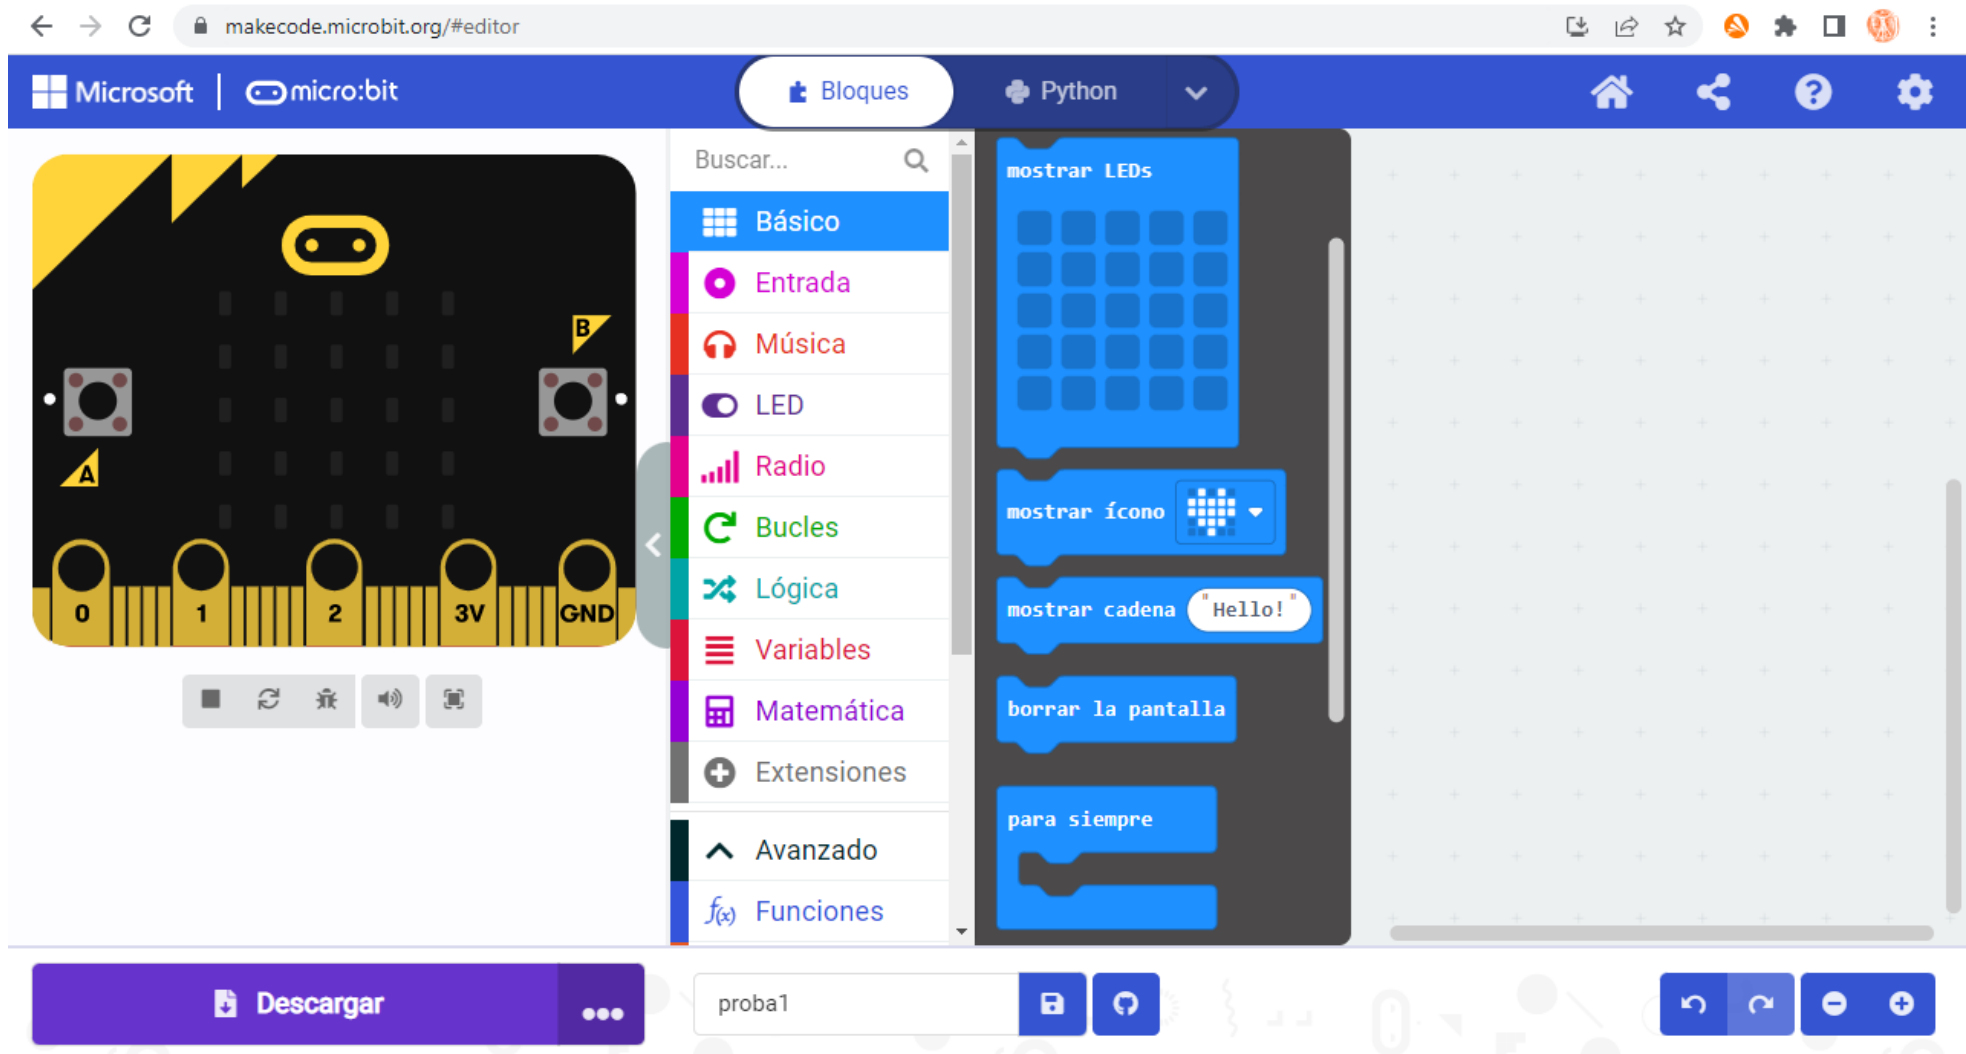 makecode.microbit.org/#editor
Microsoft
micro:bit
Bloques
Python
B
A
0
1
2
3V
GND
Buscar...
Básico
Entrada
Música
LED
Radio
Bucles
Lógica
Variables
Matemática
Extensiones
Avanzado
f(x) Funciones
mostrar LEDs
mostrar ícono
mostrar cadena "Hello!"
borrar la pantalla
para siempre
Descargar
proba1